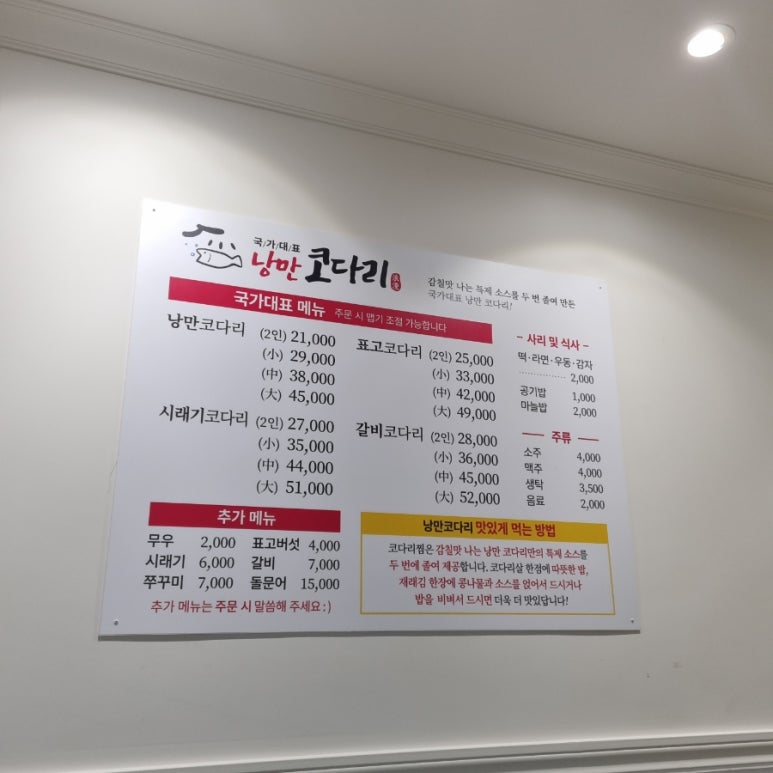 국/가/대/표
낭만 코다리
浪漫
감칠맛 나는 특제 소스를 두 번 졸여 만든
국가대표 낭만 코다리!
국가대표 메뉴 주문 시 맵기 조절 가능합니다
낭만코다리 (2인) 21,000
(小) 29,000
(中) 38,000
(大) 45,000
시래기코다리 (2인) 27,000
(小) 35,000
(中) 44,000
(大) 51,000
표고코다리 (2인) 25,000
(小) 33,000
(中) 42,000
(大) 49,000
갈비코다리 (2인) 28,000
(小) 36,000
(中) 45,000
(大) 52,000
- 사리 및 식사 -
떡·라면·우동·감자
2,000
공기밥 1,000
마늘밥 2,000
주류
소주 4,000
맥주 4,000
생탁 3,500
음료 2,000
추가 메뉴
무우 2,000 표고버섯 4,000
시래기 6,000 갈비 7,000
쭈꾸미 7,000 돌문어 15,000
추가 메뉴는 주문 시 말씀해 주세요 : )
낭만코다리 맛있게 먹는 방법
코다리찜은 감칠맛 나는 낭만 코다리만의 특제 소스를
두 번에 졸여 제공합니다. 코다리살 한점에 따뜻한 밥,
재래김 한장에 콩나물과 소스를 얹어서 드시거나
밥을 비벼서 드시면 더욱 더 맛있답니다!